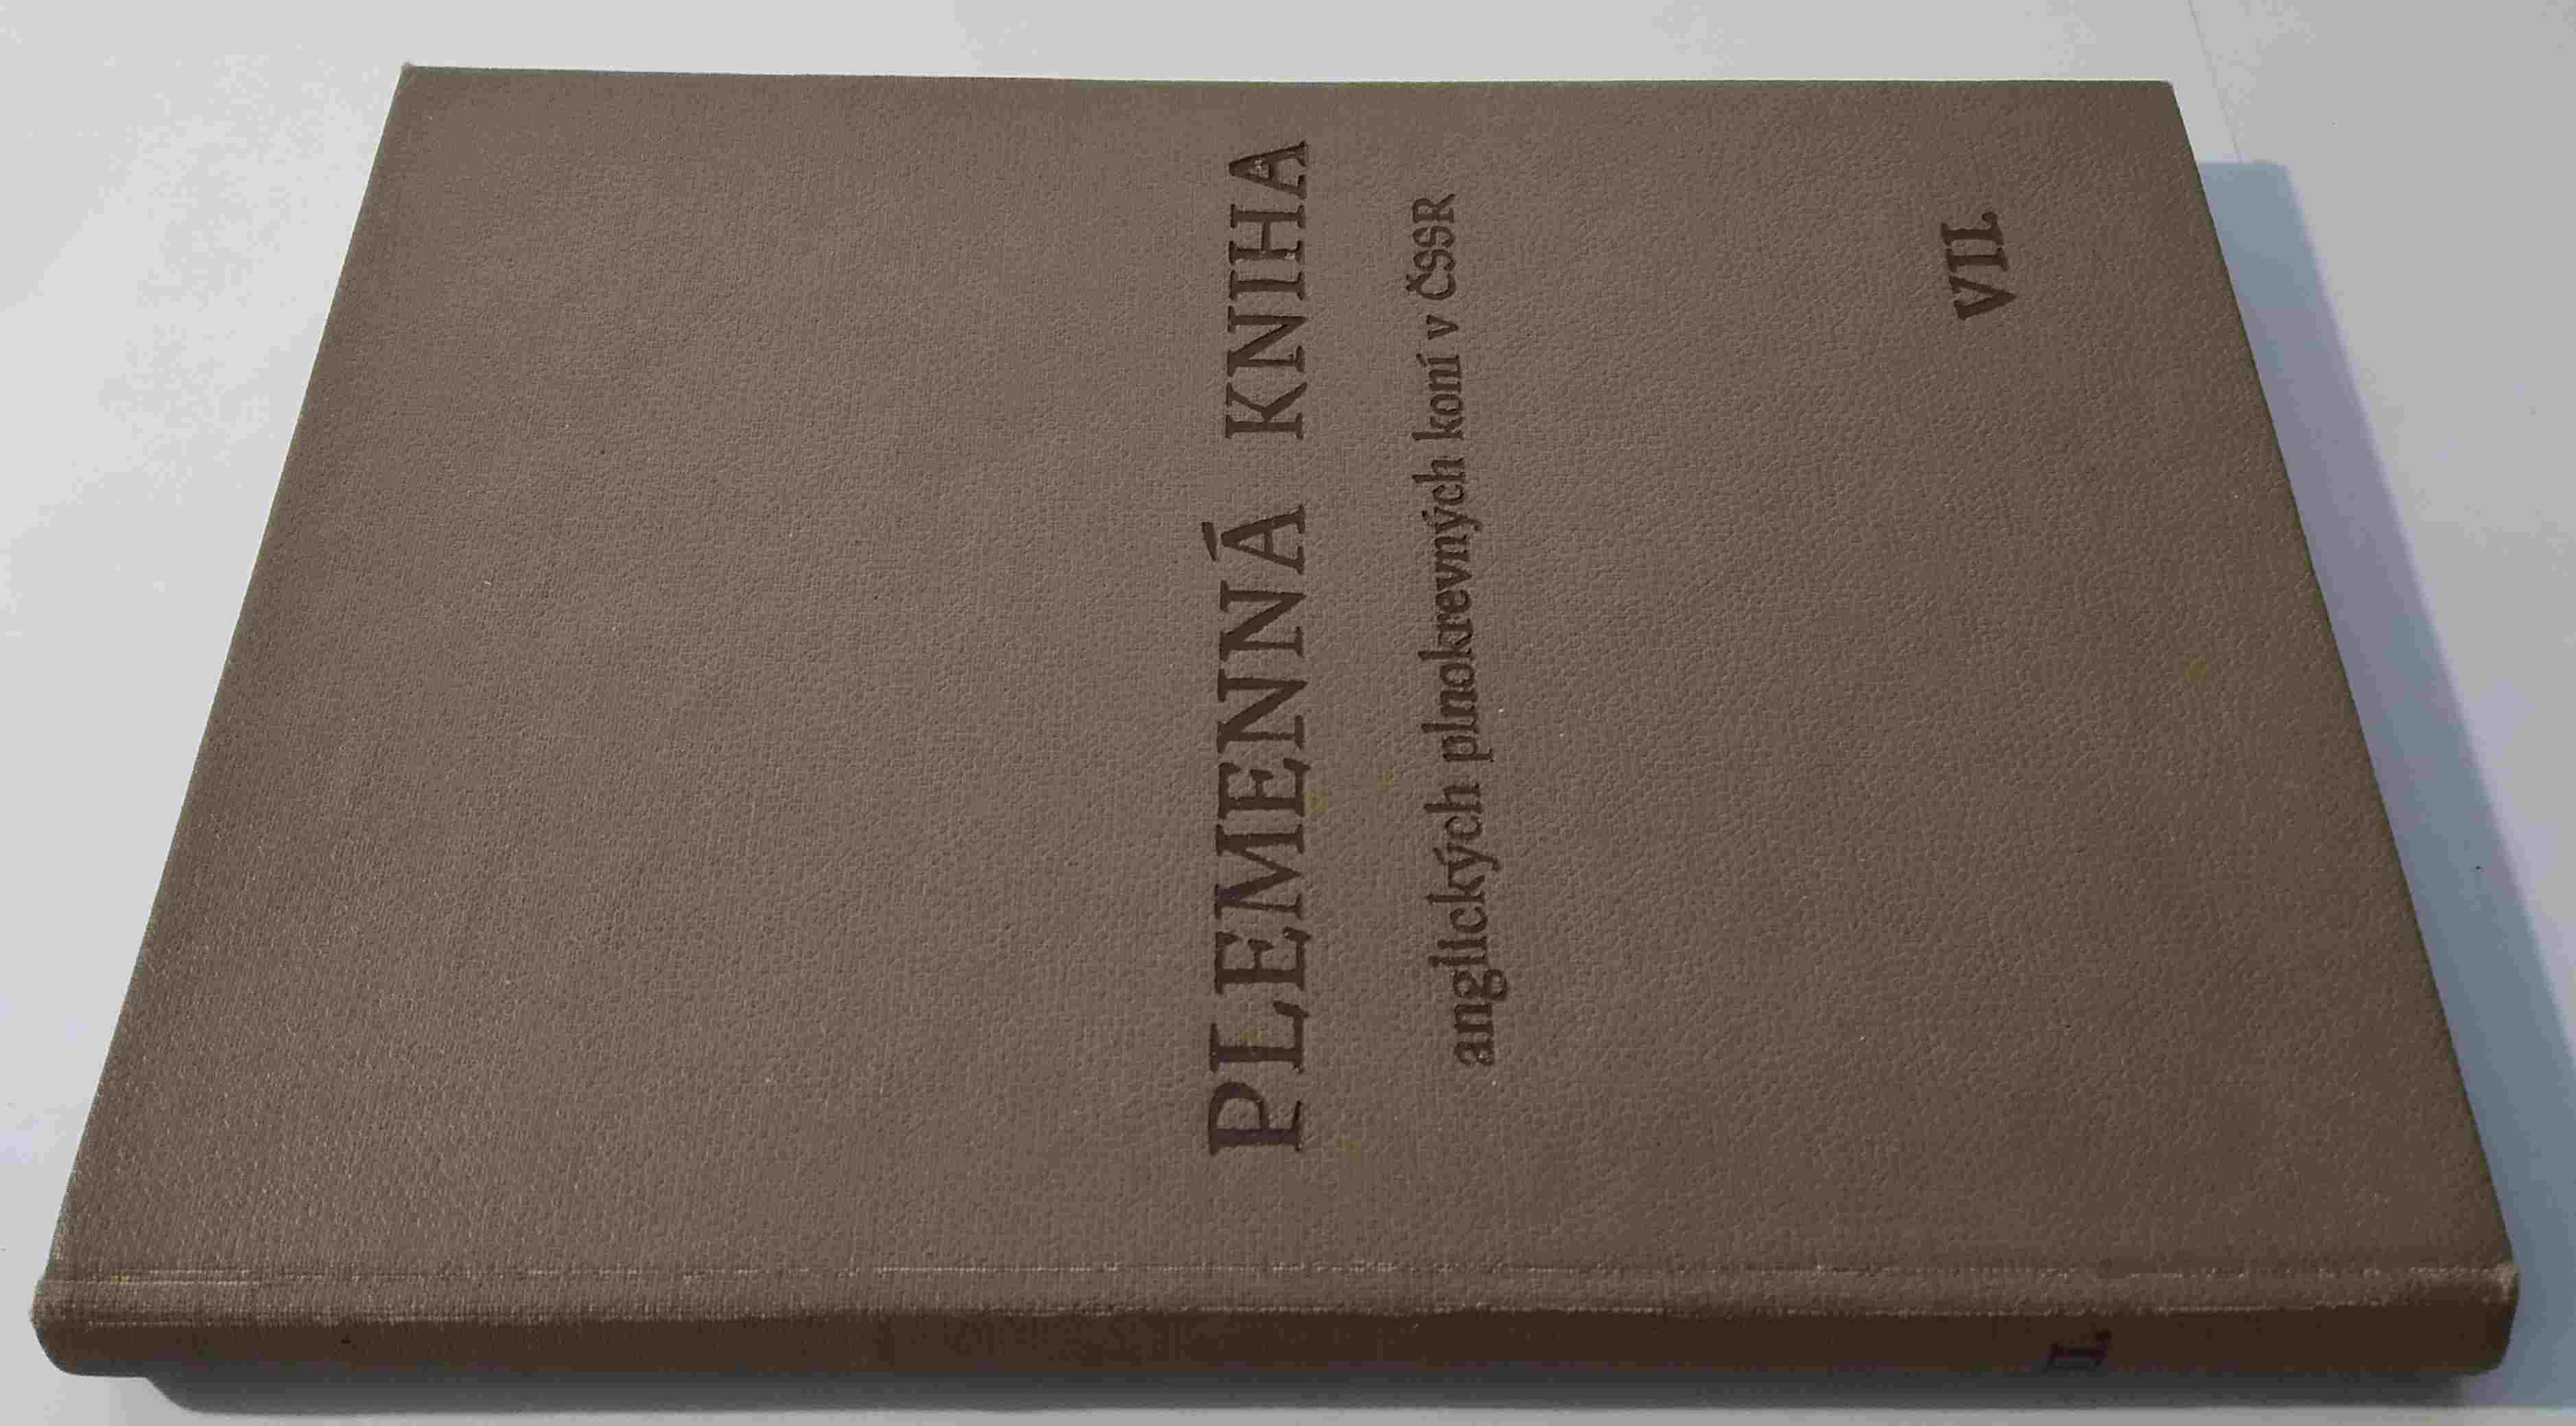 PLEMENNÁ KNIHA
anglických plnokrevných koní v ČSSR
VII.